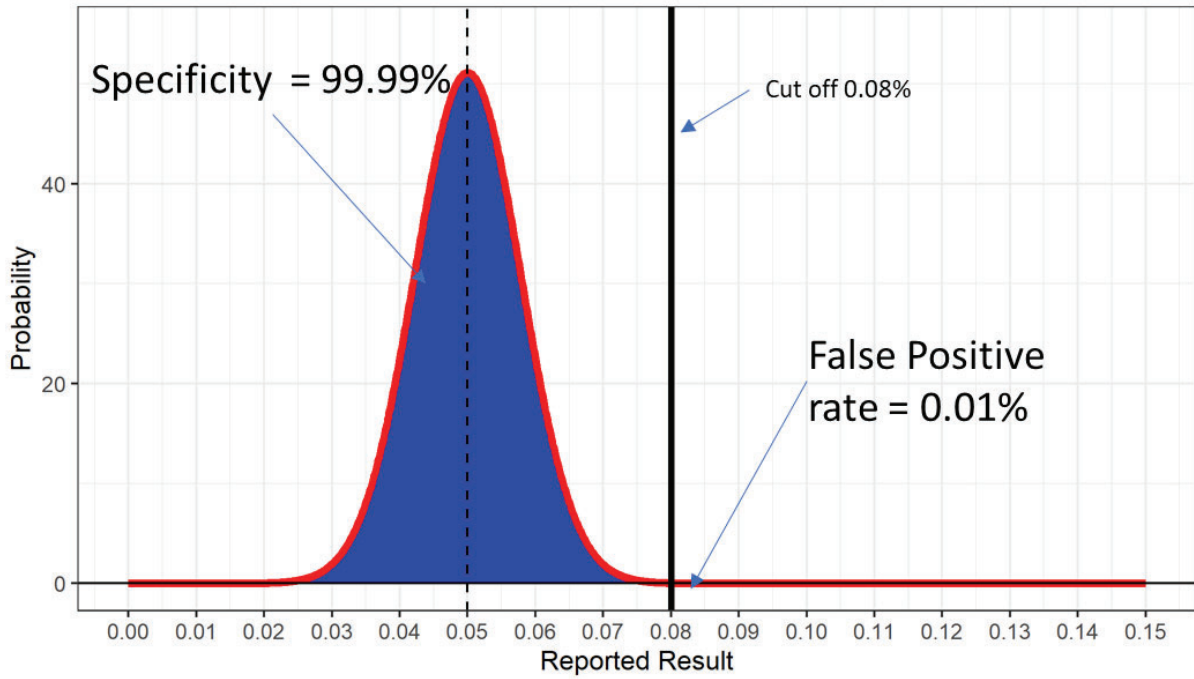 Specificity = 99.99%
Cut off 0.08%
40
False Positive
rate = 0.01%
20
0
Probability
0.00 0.01 0.02 0.03 0.04 0.05 0.06 0.07 0.08 0.09 0.10 0.11 0.12 0.13 0.14 0.15
Reported Result